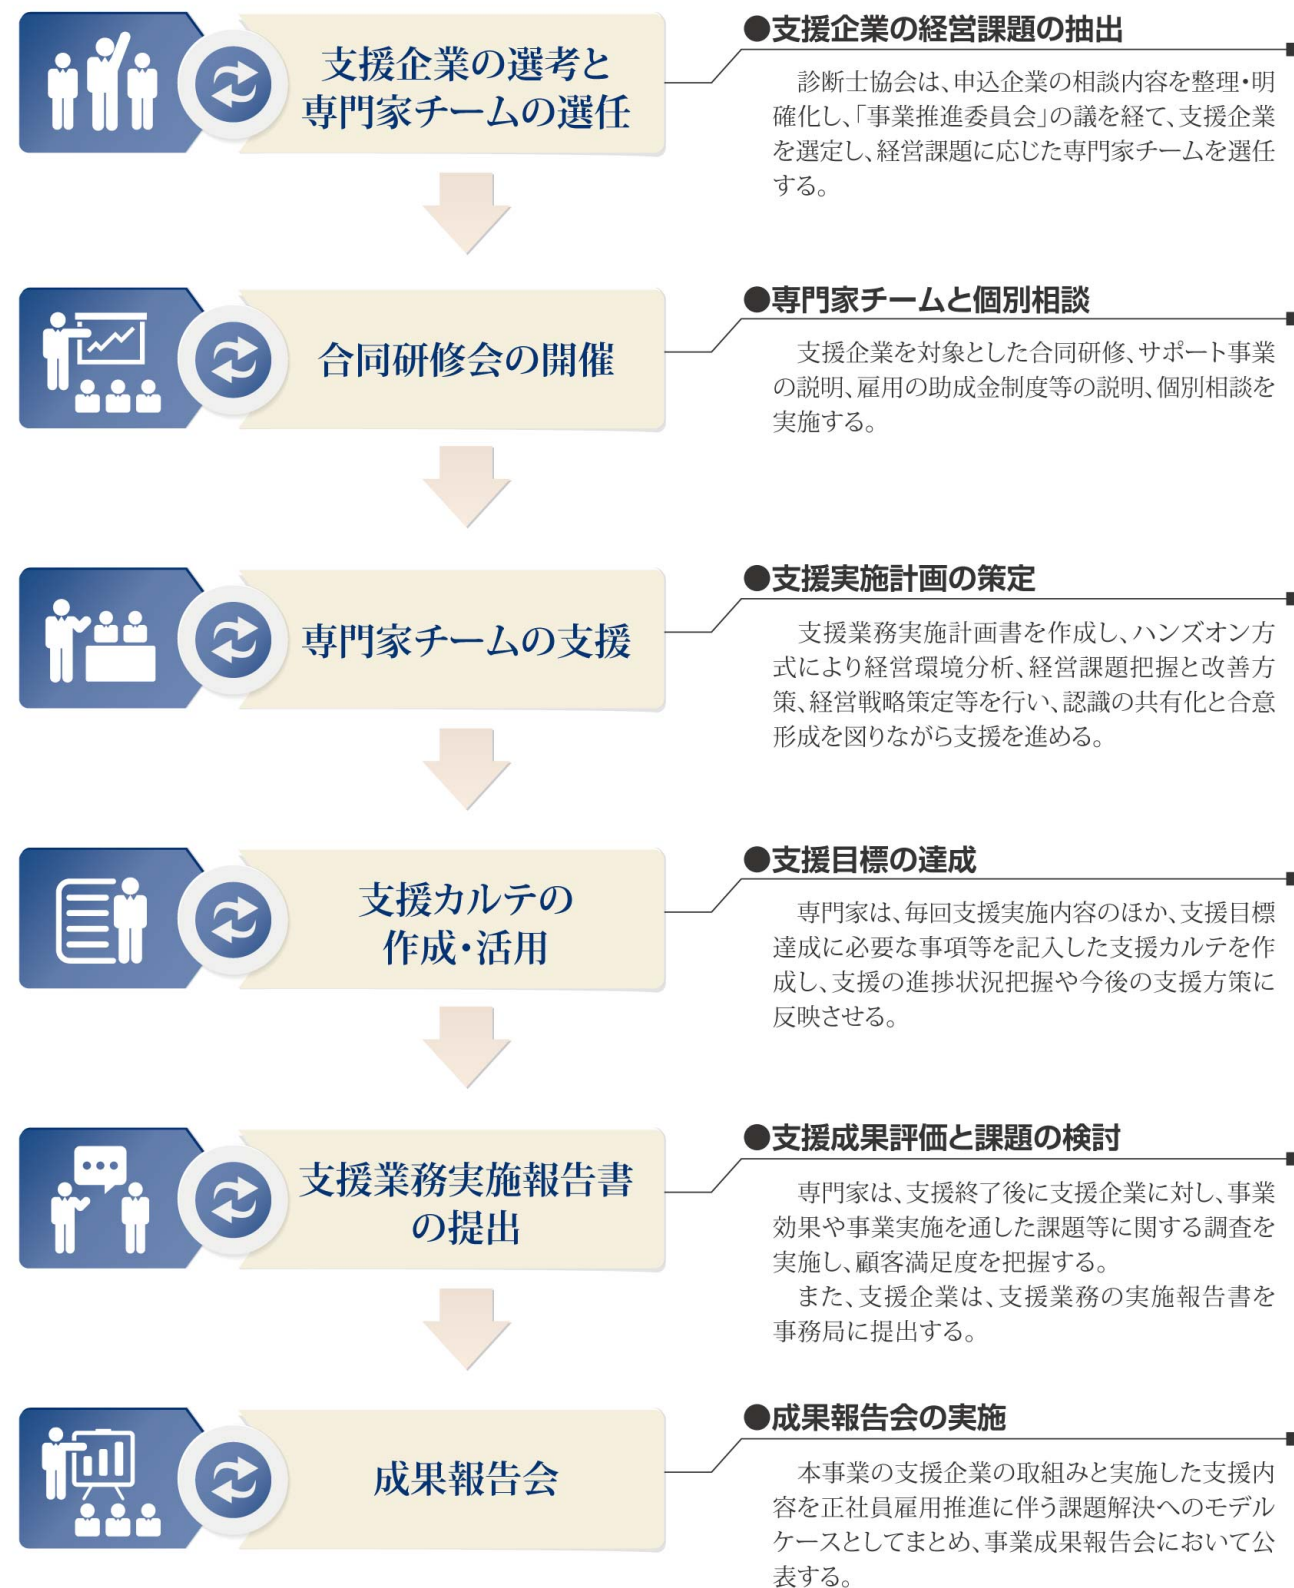 支援企業の選考と
専門家チームの選任
●支援企業の経営課題の抽出
診断士協会は、申込企業の相談内容を整理・明
確化し、「事業推進委員会」の議を経て、支援企業
を選定し、経営課題に応じた専門家チームを選任
する。
合同研修会の開催
●専門家チームと個別相談
支援企業を対象とした合同研修、サポート事業
の説明、雇用の助成金制度等の説明、個別相談を
実施する。
専門家チームの支援
●支援実施計画の策定
支援業務実施計画書を作成し、ハンズオン方
式により経営環境分析、経営課題把握と改善方
策、経営戦略策定等を行い、認識の共有化と合意
形成を図りながら支援を進める。
支援カルテの
作成・活用
●支援目標の達成
専門家は、毎回支援実施内容のほか、支援目標
達成に必要な事項等を記入した支援カルテを作
成し、支援の進捗状況把握や今後の支援方策に
反映させる。
支援業務実施報告書
の提出
●支援成果評価と課題の検討
専門家は、支援終了後に支援企業に対し、事業
効果や事業実施を通した課題等に関する調査を
実施し、顧客満足度を把握する。
また、支援企業は、支援業務の実施報告書を
事務局に提出する。
成果報告会
●成果報告会の実施
本事業の支援企業の取組みと実施した支援内
容を正社員雇用推進に伴う課題解決へのモデル
ケースとしてまとめ、事業成果報告会において公
表する。